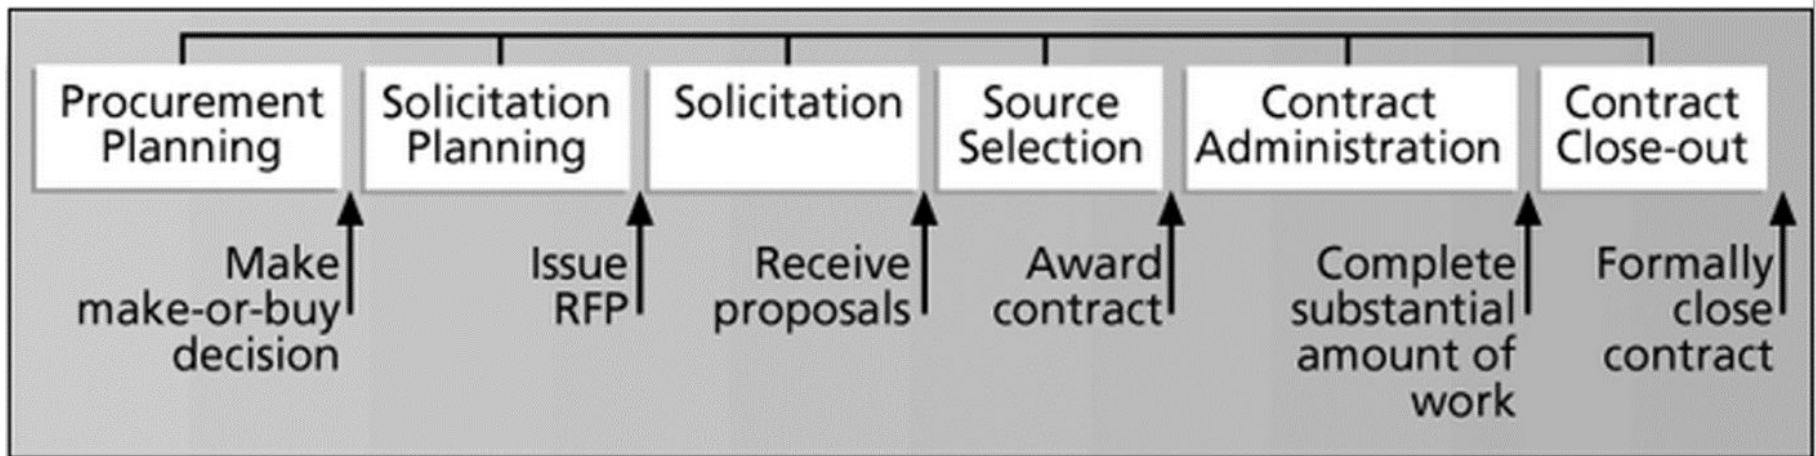 Procurement
Planning
Solicitation
Planning
Solicitation
Source
Selection
Contract
Administration
Contract
Close-out
Make
make-or-buy
decision
Issue
RFP
Receive
proposals
Award
contract
Complete
substantial
amount of
work
Formally
close
contract